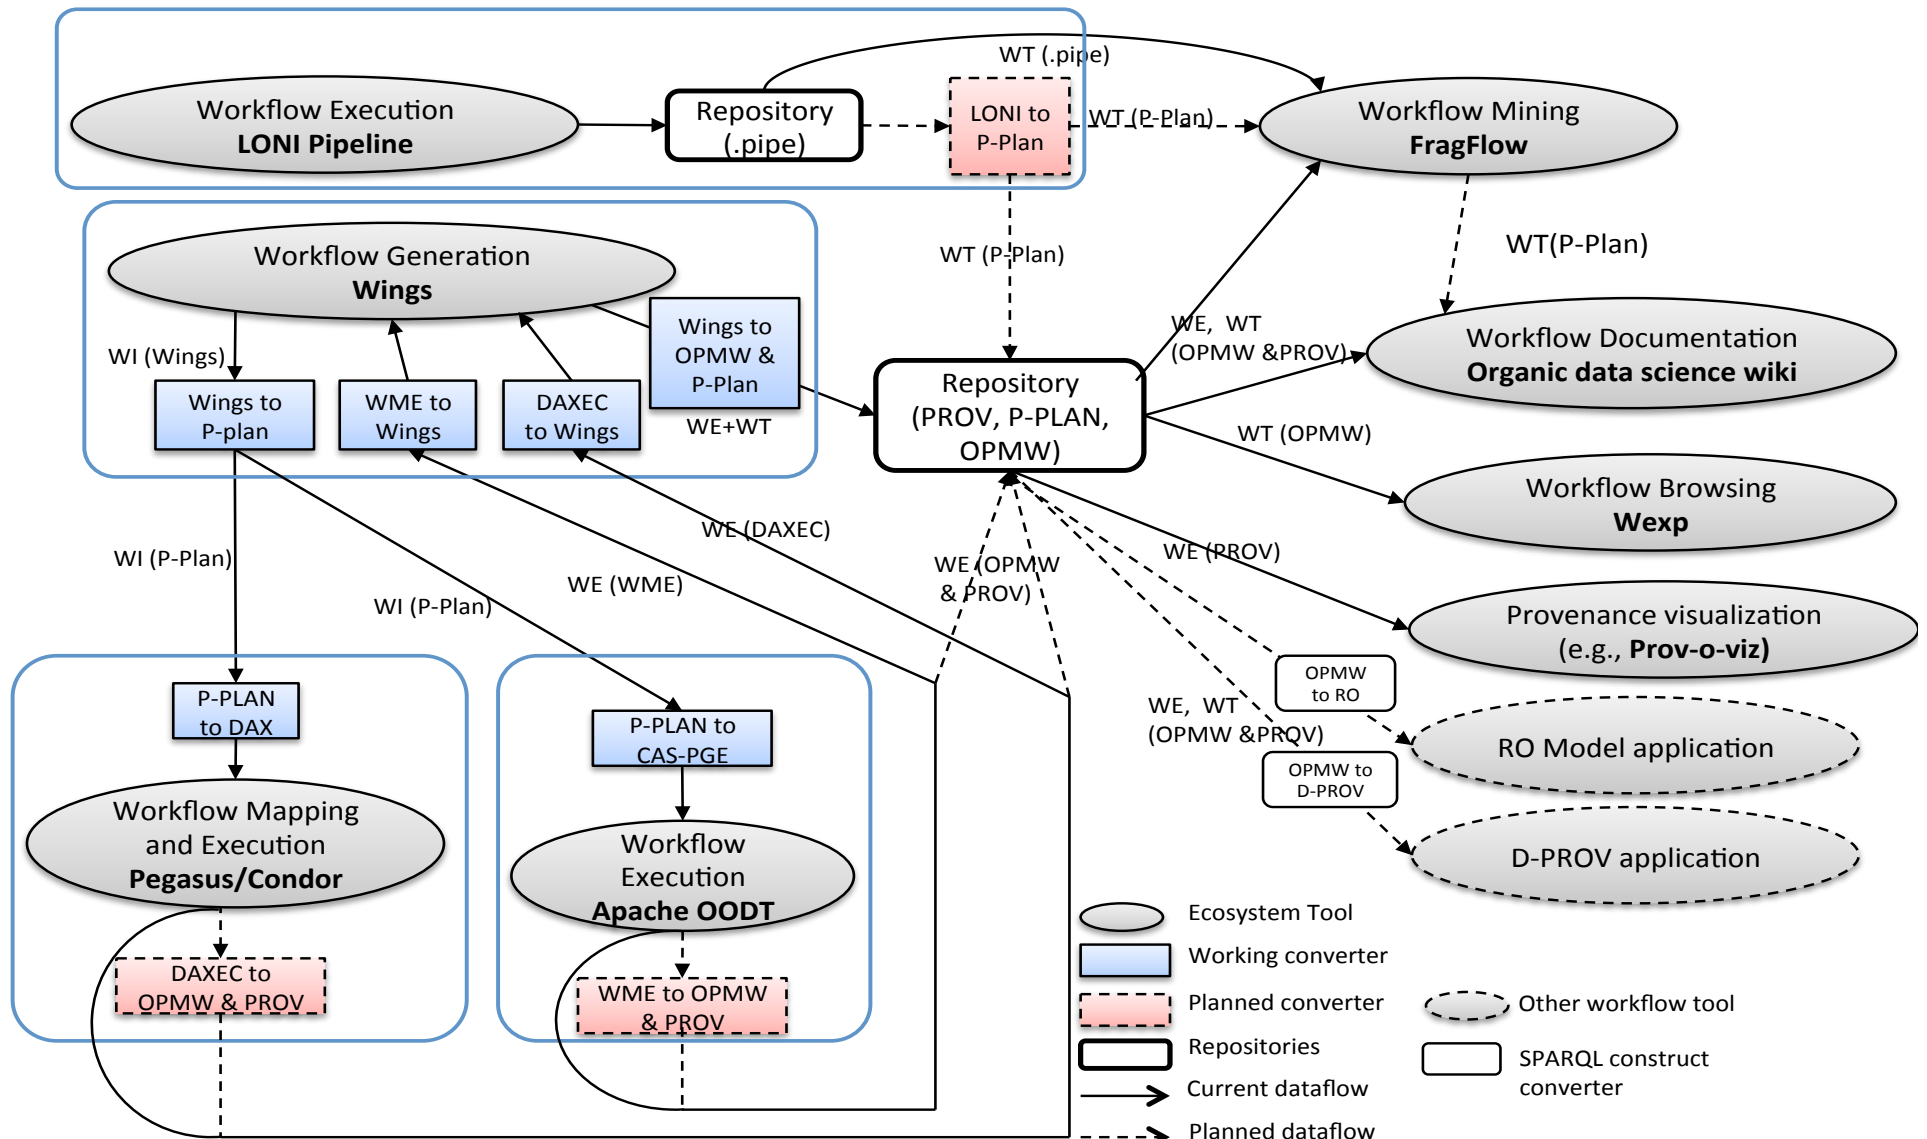 WT (.pipe)
Workflow Execution
LONI Pipeline
Repository
(.pipe)
LONI to
P-Plan
WT (P-Plan)
Workflow Mining
FragFlow
WT (P-Plan)
WT(P-Plan)
Workflow Generation
Wings
WI (Wings)
Wings to
P-plan
WME to
Wings
DAXEC
to Wings
Wings to
OPMW &
P-Plan
WE+WT
Repository
(PROV, P-PLAN,
OPMW)
WE, WT
(OPMW &PROV)
Workflow Documentation
Organic data science wiki
WT (OPMW)
Workflow Browsing
Wexp
WE (PROV)
Provenance visualization
(e.g., Prov-o-viz)
WI (P-Plan)
WI (P-Plan)
WE (WME)
WE (DAXEC)
WE (OPMW
& PROV)
OPMW
to RO
WE, WT
(OPMW &PROV)
OPMW to
D-PROV
RO Model application
D-PROV application
P-PLAN
to DAX
Workflow Mapping
and Execution
Pegasus/Condor
DAXEC to
OPMW & PROV
P-PLAN to
CAS-PGE
Workflow
Execution
Apache OODT
WME to OPMW
& PROV
Ecosystem Tool
Working converter
Planned converter
Repositories
Current dataflow
Planned dataflow
Other workflow tool
SPARQL construct
converter